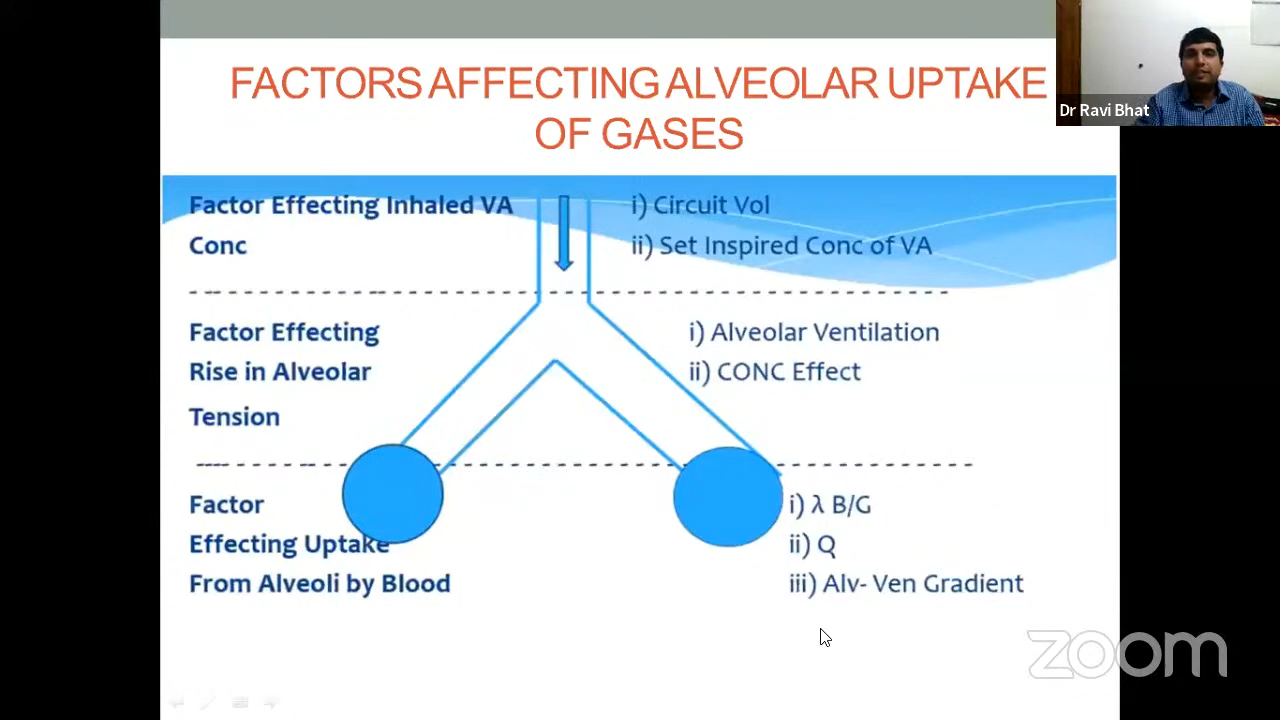 FACTORS AFFECTING ALVEOLAR UPTAKE
OF GASES
Dr Ravi Bhat
Factor Effecting Inhaled VA
Conc
i) Circuit Vol
ii) Set Inspired Conc of VA
Factor Effecting
Rise in Alveolar
Tension
i) Alveolar Ventilation
ii) CONC Effect
Factor
Effecting Uptake
From Alveoli by Blood
i) λ B/G
ii) Q
iii) Alv- Ven Gradient
zoom